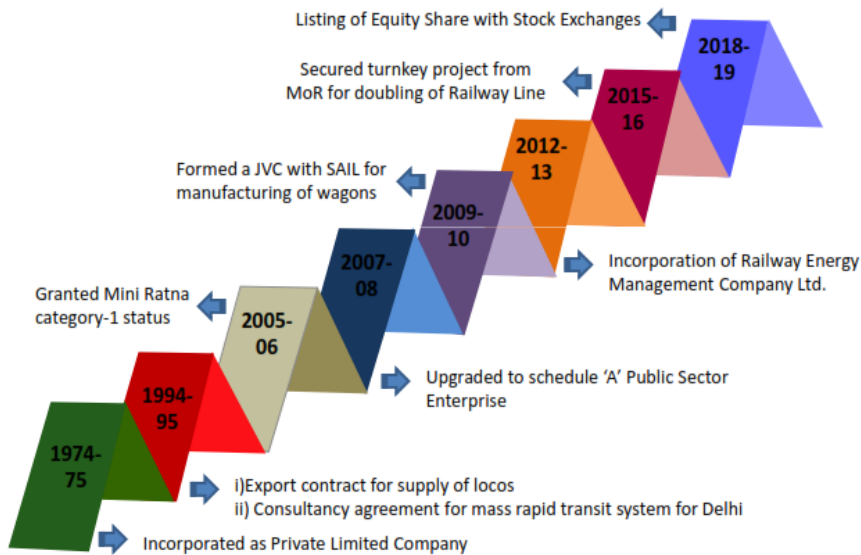 Listing of Equity Share with Stock Exchanges
2018-
19
Secured turnkey project from
MoR for doubling of Railway Line
2015-
16
2012-
13
Formed a JVC with SAIL for
manufacturing of wagons
2009-
10
Incorporation of Railway Energy
Management Company Ltd.
2007-
08
Granted Mini Ratna
category-1 status
2005-
06
Upgraded to schedule ‘A’ Public Sector
Enterprise
1994-
95
1974-
75
i)Export contract for supply of locos
ii) Consultancy agreement for mass rapid transit system for Delhi
Incorporated as Private Limited Company